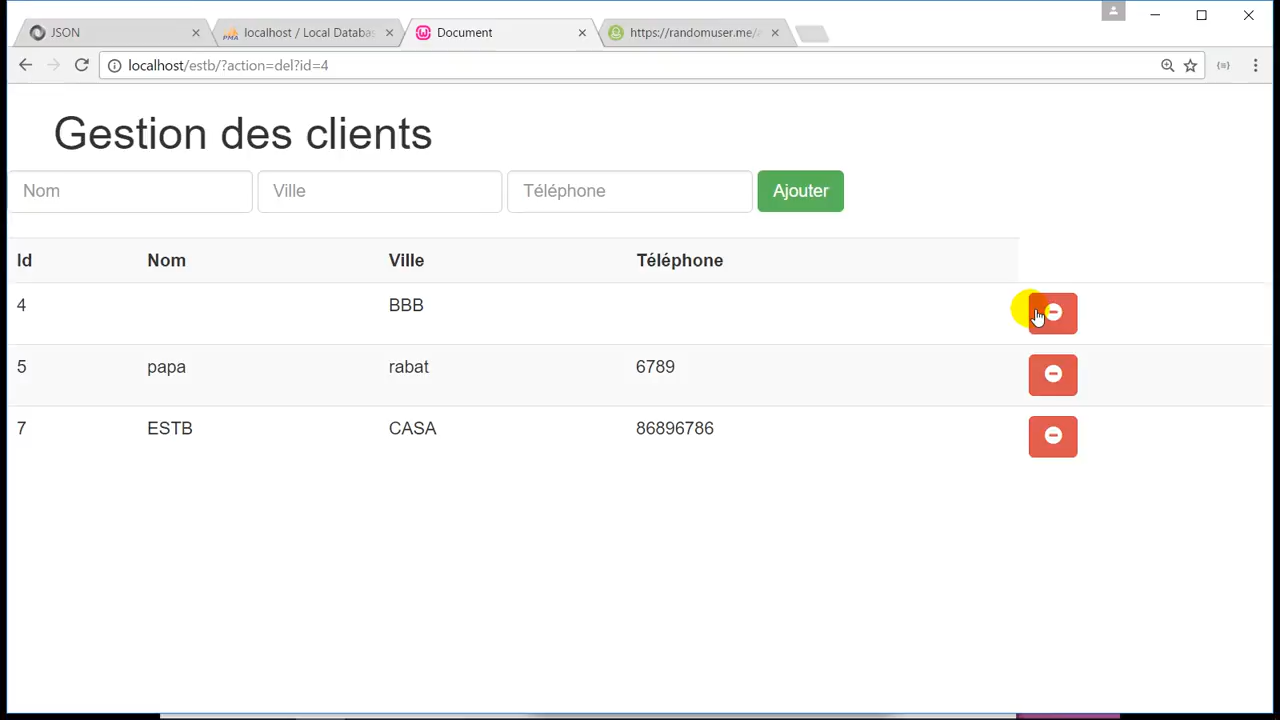 JSON
localhost / Local Databa
Document
https://randomuser.me/
localhost/estb/?action=del?id=4
Gestion des clients
Nom Ville Téléphone Ajouter
Id Nom Ville Téléphone
4 BBB
5 papa rabat 6789
7 ESTB CASA 86896786